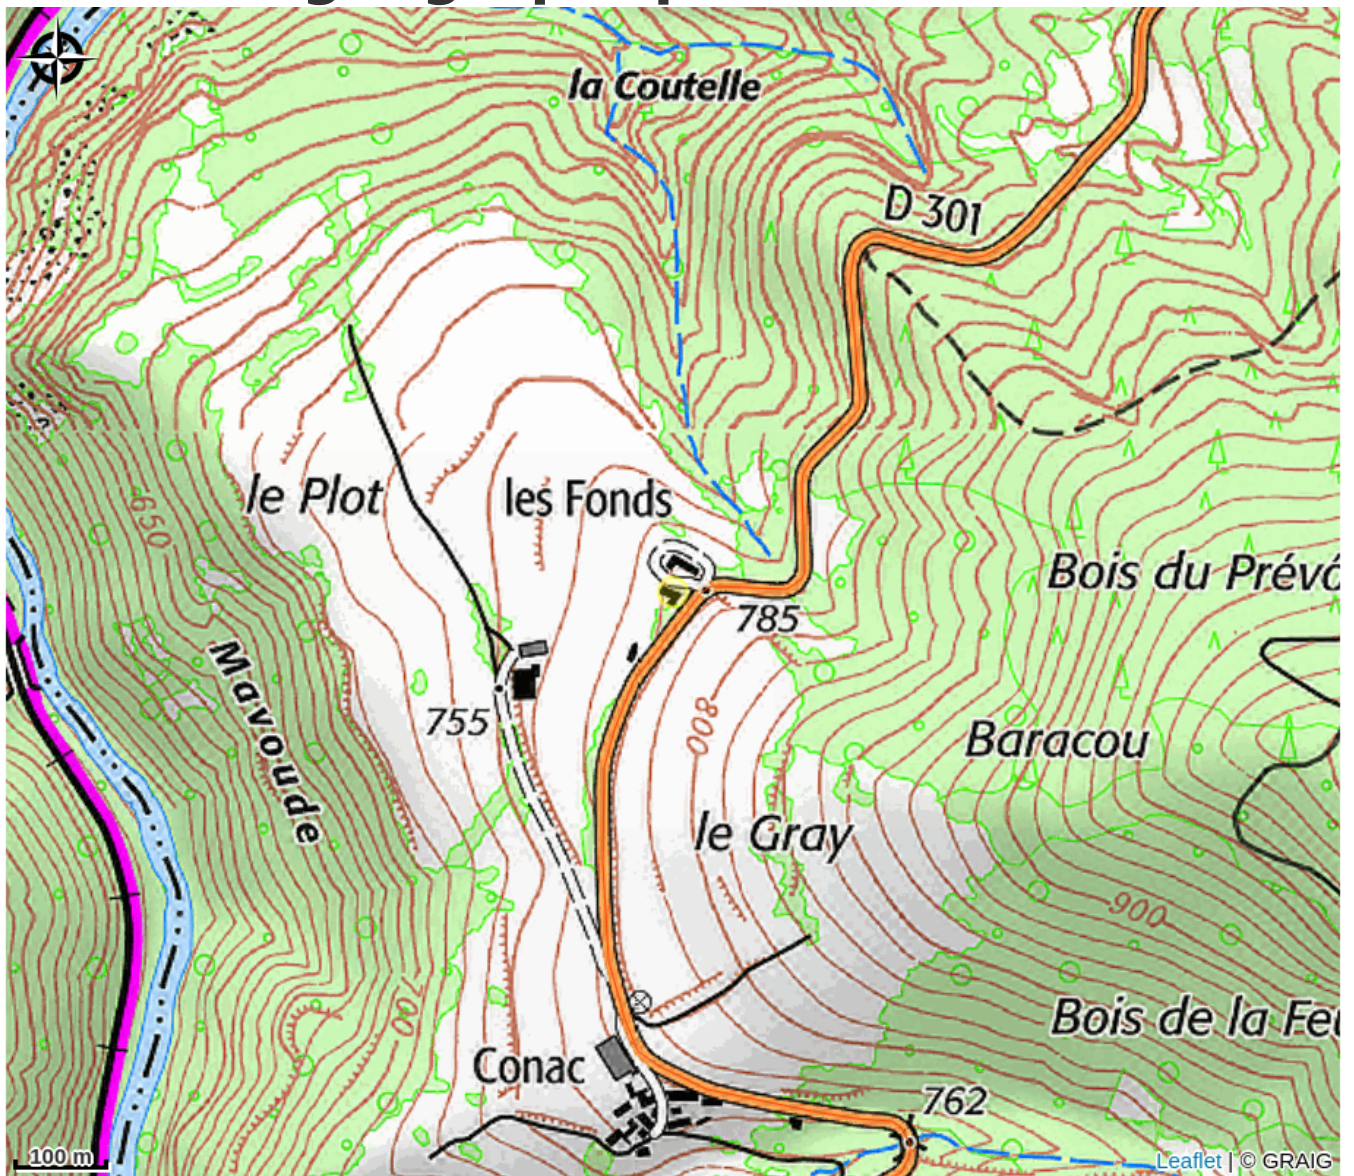 la Coutelle
D 301
le Plot
les Fonds
650
Bois du Prévô
785
Mavoude
755
800
Baracou
le Gray
900
700
Bois de la Feu
Conac
762
100 m
Leaflet | © GRAIG